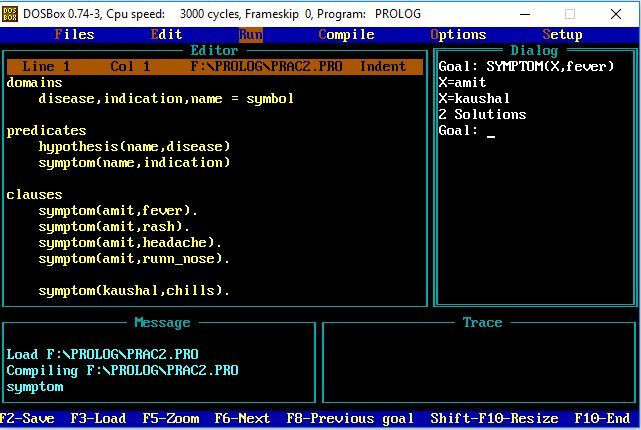 DOSBox 0.74-3, Cpu speed: 3000 cycles, Frameskip 0, Program: PROLOG
Files Edit Run Compile Options Setup
Editor
Line 1 Col 1 F:\PROLOG\PRAC2.PRO Indent
domains
disease,indication,name = symbol
predicates
hypothesis(name,disease)
symptom(name,indication)
clauses
symptom(amit,fever).
symptom(amit,rash).
symptom(amit,headache).
symptom(amit,runn_nose).
symptom(kaushal,chills).
Dialog
Goal: SYMPTOM(X,fever)
X=amit
X=kaushal
2 Solutions
Goal: _
Message
Load F:\PROLOG\PRAC2.PRO
Compiling F:\PROLOG\PRAC2.PRO
symptom
Trace
F2-Save F3-Load F5-Zoom F6-Next F8-Previous goal Shift-F10-Resize F10-End